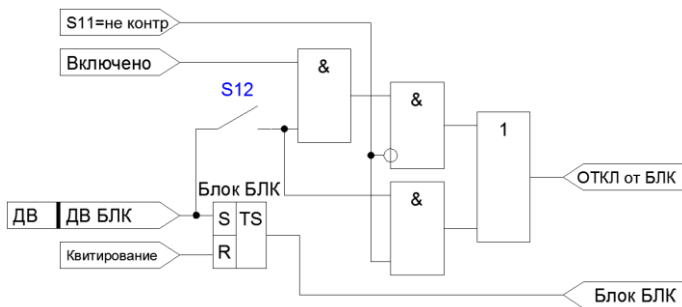 S11=не контр
Включено
&
S12
&
1
ОТКЛ от БЛК
Блок БЛК
&
ДВ ДВ БЛК
S TS
R
Квитирование
Блок БЛК